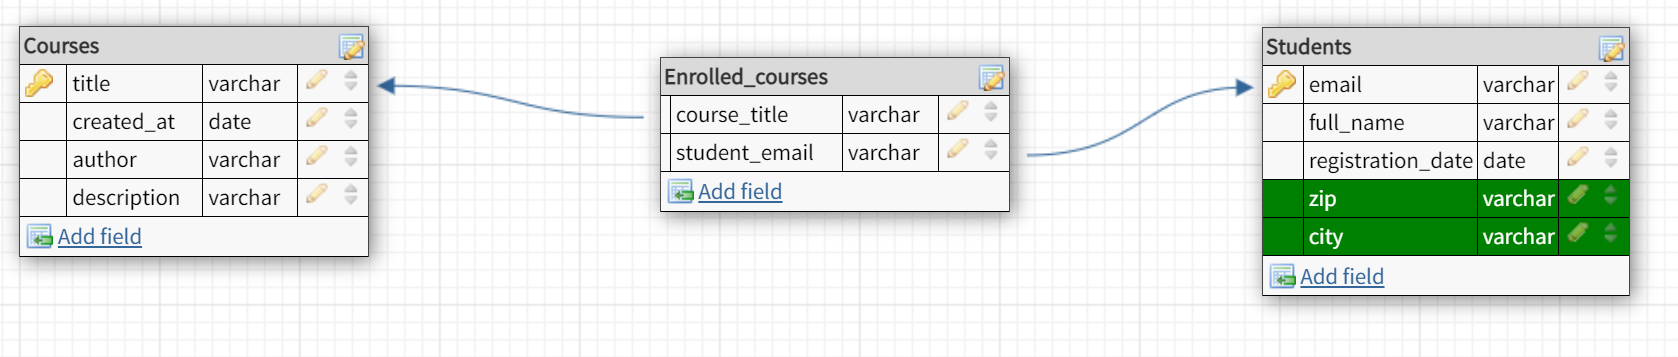 Courses
title varchar
created_at date
author varchar
description varchar
Add field
Enrolled_courses
course_title varchar
student_email varchar
Add field
Students
email varchar
full_name varchar
registration_date date
zip varchar
city varchar
Add field